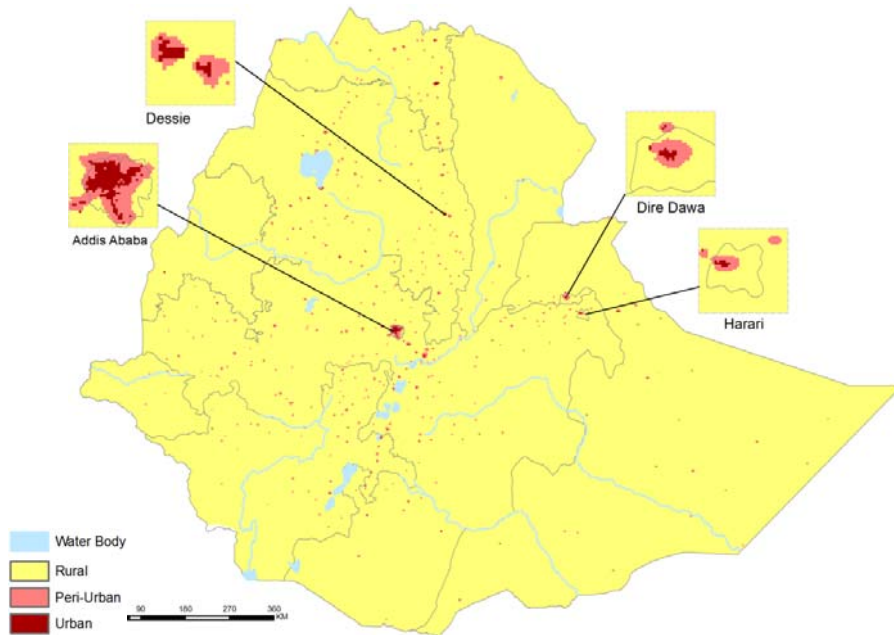 Dessie
Addis Ababa
Dire Dawa
Harari
Water Body
Rural
Peri-Urban
Urban
90 180 270 360
KM